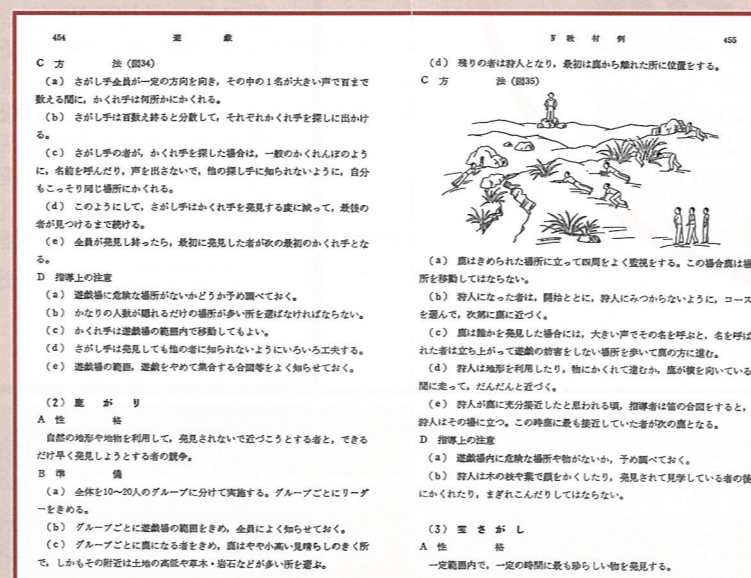 454 遊戯
C 方法 (図34)
(a) さがし手全員が一定の方向を向き,その中の1名が大きい声で百まで
数える間に,かくれ手は何所かにかくれる。
(b) さがし手は百数え終ると分散して,それぞれかくれ手を探しに出かけ
る。
(c) さがし手の者が,かくれ手を探した場合は,一般のかくれんぼのよう
に,名前を呼んだり,声を出さないで,他の探し手に知られないように,自分
もこっそり同じ場所にかくれる。
(d) このようにして,さがし手はかくれ手を発見する度に減って,最後の
者が見つけるまで続ける。
(e) 全員が発見し終ったら,最初に発見した者が次の最初のかくれ手とな
る。
D 指導上の注意
(a) 遊戯場に危険な場所がないかどうか予め調べておく。
(b) かなりの人数が隠れるだけの場所が多い所を選ばなければならない。
(c) かくれ手は遊戯場の範囲内で移動してもよい。
(d) さがし手は発見しても他の者に知られないようにいろいろ工夫する。
(e) 遊戯場の範囲,遊戯をやめて集合する合図等をよく知らせておく。
(2) 鹿がり
A 性格
自然の地形や地物を利用して,発見されないで近づこうとする者と,できる
だけ早く発見しようとする者の競争。
B 準備
(a) 全体を10〜20人のグループに分けて実施する。グループごとにリーダ
ーをきめる。
(b) グループごとに遊戯場の範囲をきめ,全員によく知らせておく。
(c) グループごとに鹿になる者をきめ,鹿はやや小高い見晴らしのきく所
で,しかもその附近は土地の高低や草木・岩石などが多い所を選ぶ。
教材例 455
(d) 残りの者は狩人となり,最初は鹿から離れた所に位置をする。
C 方法 (図35)
(a) 鹿はきめられた場所に立って四周をよく監視をする。この場合鹿は場
所を移動してはならない。
(b) 狩人になった者は,開始とともに,狩人にみつからないように,コース
を選んで,次第に鹿に近づく。
(c) 鹿は誰かを発見した場合には,大きい声でその名を呼ぶと,名を呼ば
れた者は立ち上がって遊戯の妨害をしない場所を歩いて鹿の方に進む。
(d) 狩人は地形を利用したり,物にかくれて進むか,鹿が横を向いている
間に走って,だんだんと近づく。
(e) 狩人が鹿に充分接近したと思われる頃,指導者は笛の合図をすると,
狩人はその場に立つ。この時鹿に最も接近していた者が次の鹿となる。
D 指導上の注意
(a) 遊戯場内に危険な場所や物がないか,予め調べておく。
(b) 狩人は木の枝や葉で顔をかくしたり,発見されて見学している者の後
にかくれたり,まぎれこんだりしてはならない。
(3) 宝さがし
A 性格
一定範囲内で,一定の時間に最も珍らしい物を発見する。